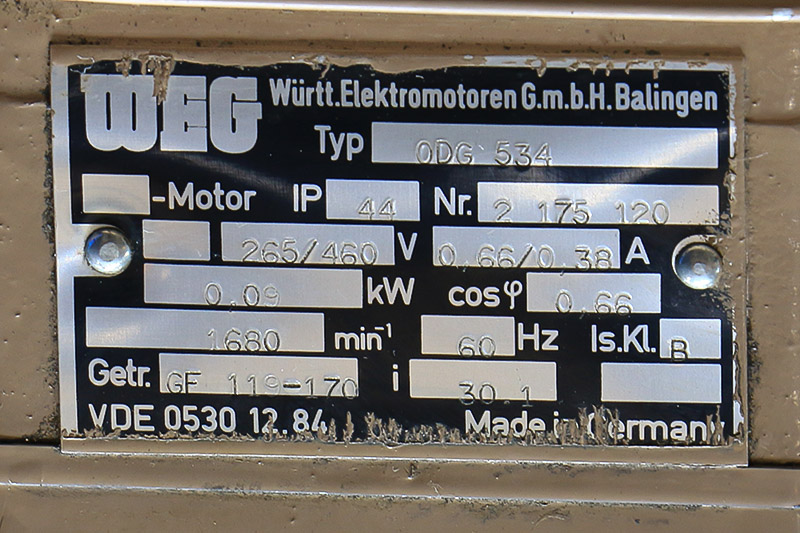 WEG Württ.Elektromotoren G.m.b.H. Balingen
Typ ODG 534
-Motor IP 44 Nr. 2 175 120
265/460 V 0,66/0,38 A
0,09 kW cosφ 0,66
1680 min⁻¹ 60 Hz Is.Kl. B
Getr. GF 119-170 i 30.1
VDE 0530 12.84 Made in Germany